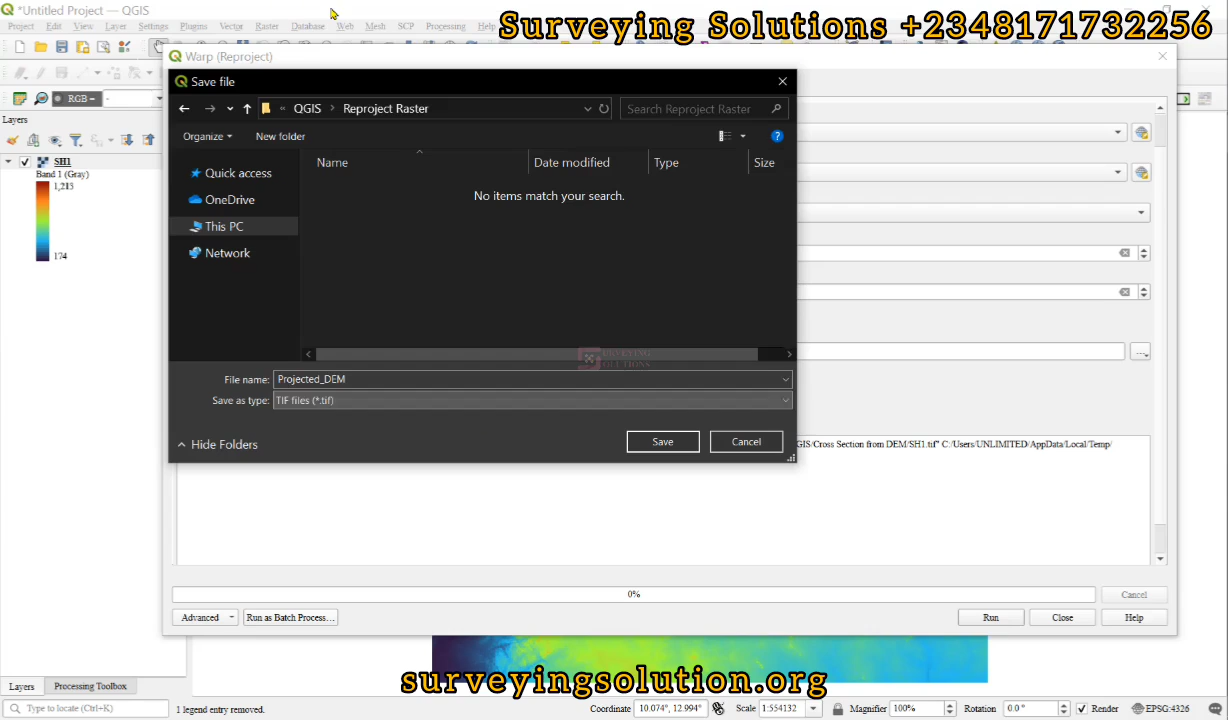 *Untitled Project — QGIS
Surveying Solutions +2348171732256
Project Edit View Layer Settings Plugins Vector Raster Database Web Mesh SCP Processing Help
Warp (Reproject)
Save file
RGB
QGIS Reproject Raster Search Reproject Raster
Layers
Organize New folder
SH1
Band 1 (Gray)
1,213
174
Name Date modified Type Size
Quick access
No items match your search.
OneDrive
This PC
Network
SOLUTIONS
File name: Projected_DEM
Save as type: TIF files (*.tif)
Hide Folders Save Cancel
GIS/Cross Section from DEM/SH1.tif" C:/Users/UNLIMITED/AppData/Local/Temp/
0% Cancel
Advanced Run as Batch Process... Run Close Help
surveyingsolution.org
Layers Processing Toolbox
Type to locate (Ctrl+K) 1 legend entry removed. Coordinate 10.074°, 12.994° Scale 1:554132 Magnifier 100% Rotation 0.0 ° Render EPSG:4326